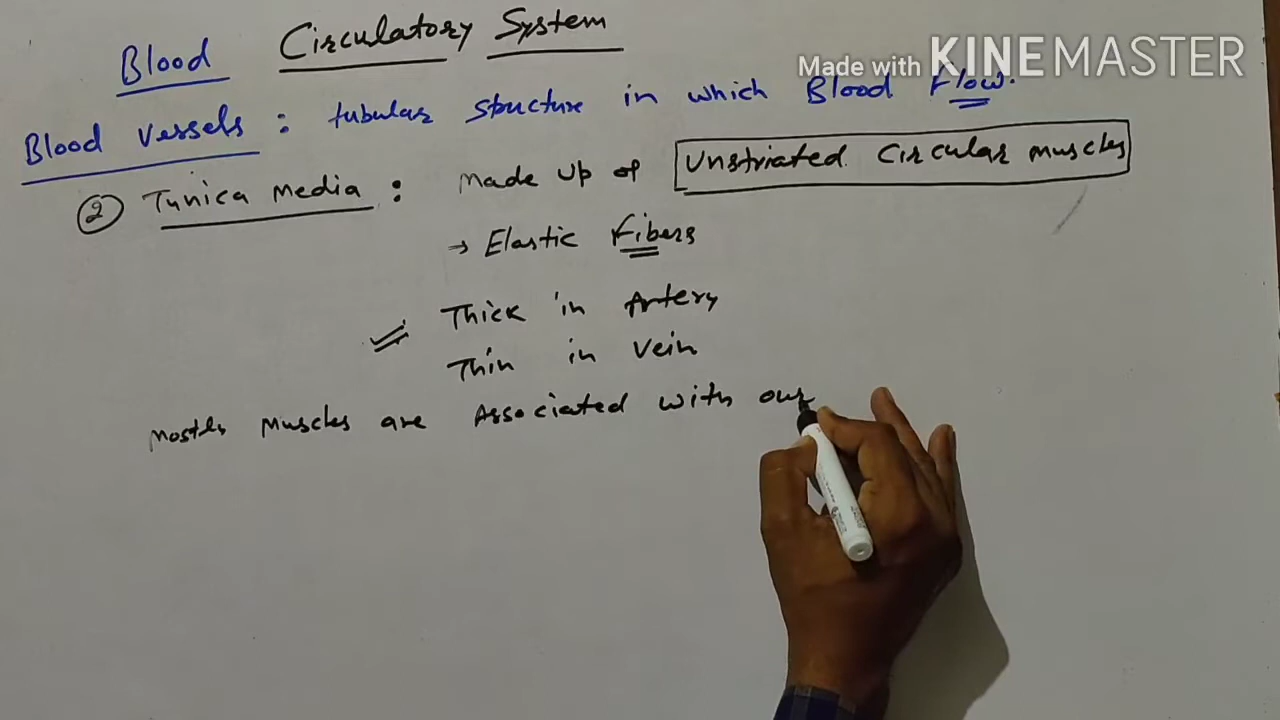 Blood Circulatory System
Made with KINEMASTER
Blood Vessels : tubular structure in which Blood Flow.
② Tunica Media : Made up of Unstriated Circular muscles
→ Elastic Fibers
Thick in Artery
Thin in Vein
Mostly Muscles are Associated with our